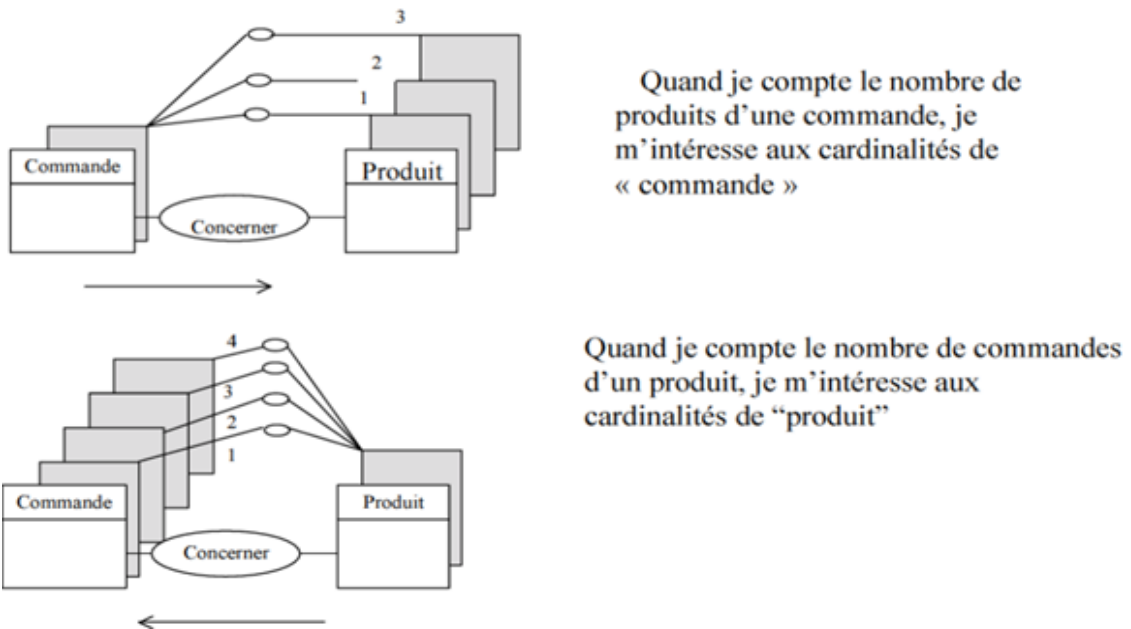 3
2
1
Commande
Produit
Concerner
Quand je compte le nombre de
produits d’une commande, je
m’intéresse aux cardinalités de
« commande »
4
3
2
1
Commande
Produit
Concerner
Quand je compte le nombre de commandes
d’un produit, je m’intéresse aux
cardinalités de “produit”